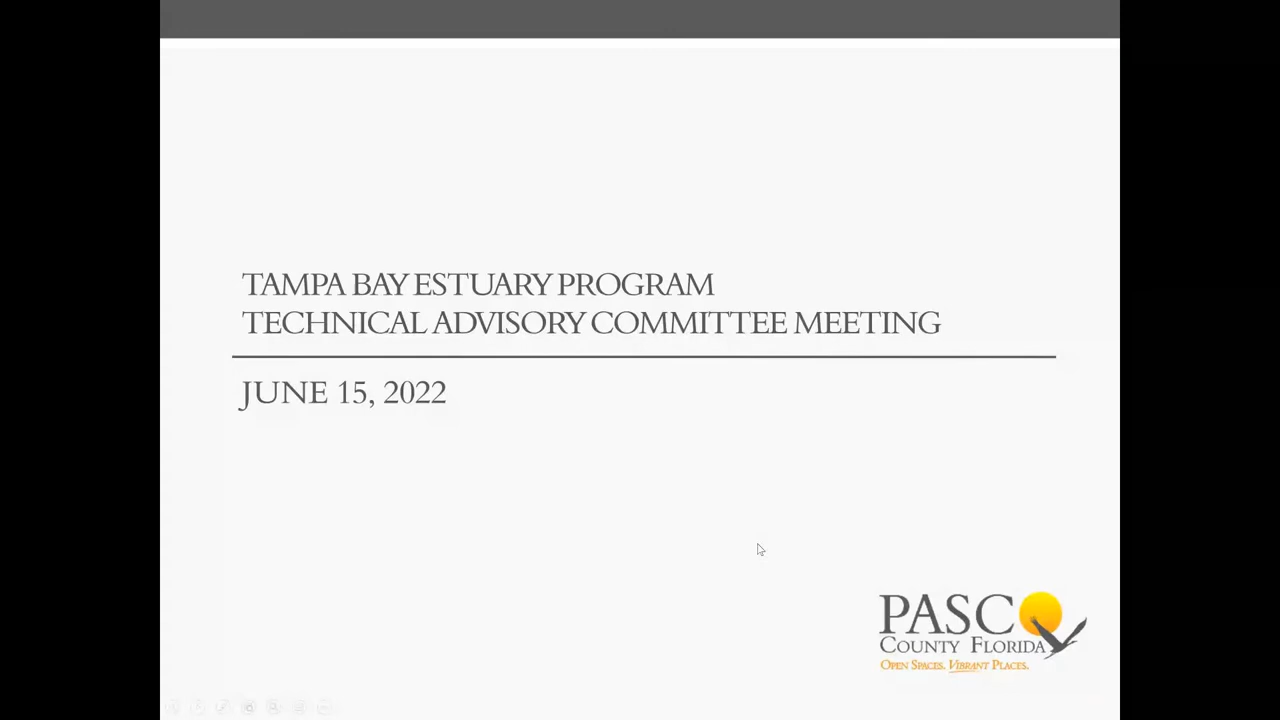 TAMPA BAY ESTUARY PROGRAM
TECHNICAL ADVISORY COMMITTEE MEETING
JUNE 15, 2022
PASCO
COUNTY FLORIDA
OPEN SPACES. VIBRANT PLACES.